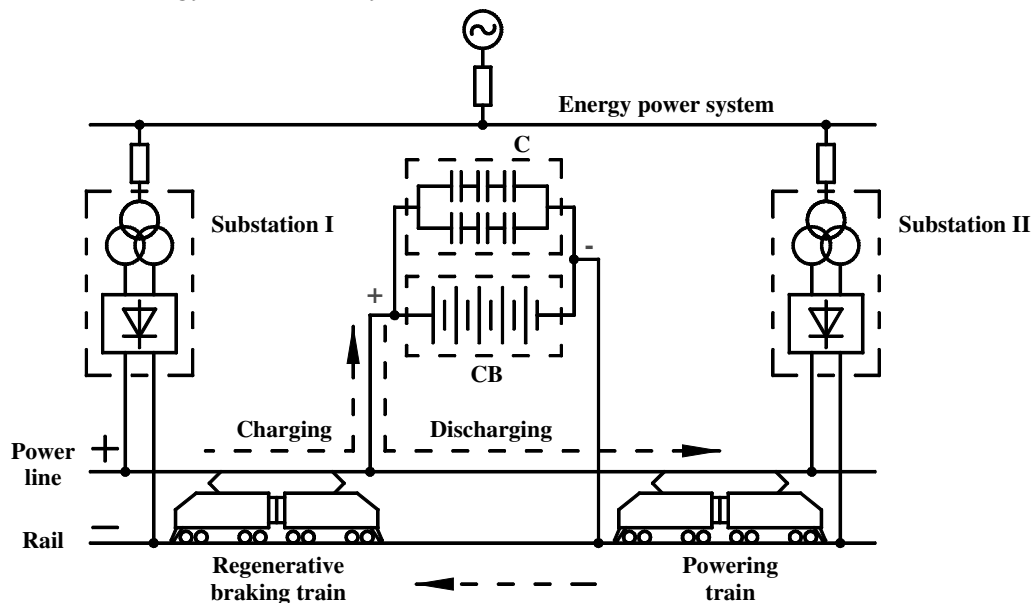 Energy power system
C
Substation I
Substation II
-
+
CB
Charging
Discharging
Power
line
+
Rail
−
Regenerative
braking train
Powering
train